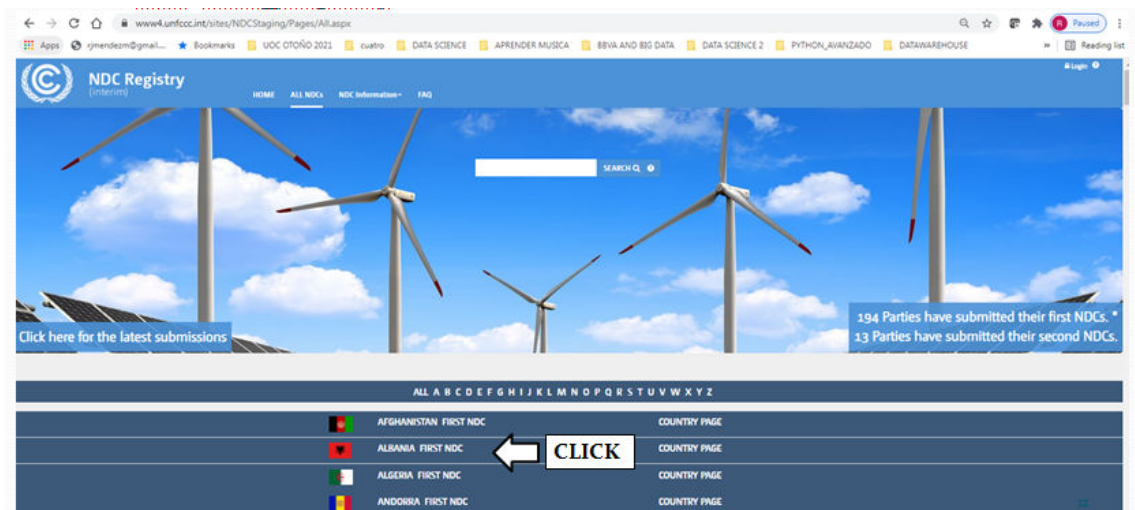 www4.unfccc.int/sites/NDCStaging/Pages/All.aspx
Paused
Apps rjmendezm@gmail.... Bookmarks UOC OTOÑO 2021 cuatro DATA SCIENCE APRENDER MUSICA BBVA AND BIG DATA DATA SCIENCE 2 PYTHON_AVANZADO DATAWAREHOUSE » Reading list
NDC Registry
(interim)
Login
HOME ALL NDCs NDC Information FAQ
SEARCH
Click here for the latest submissions
194 Parties have submitted their first NDCs. *
13 Parties have submitted their second NDCs.
ALL A B C D E F G H I J K L M N O P Q R S T U V W X Y Z
AFGHANISTAN FIRST NDC COUNTRY PAGE
ALBANIA FIRST NDC CLICK COUNTRY PAGE
ALGERIA FIRST NDC COUNTRY PAGE
ANDORRA FIRST NDC COUNTRY PAGE